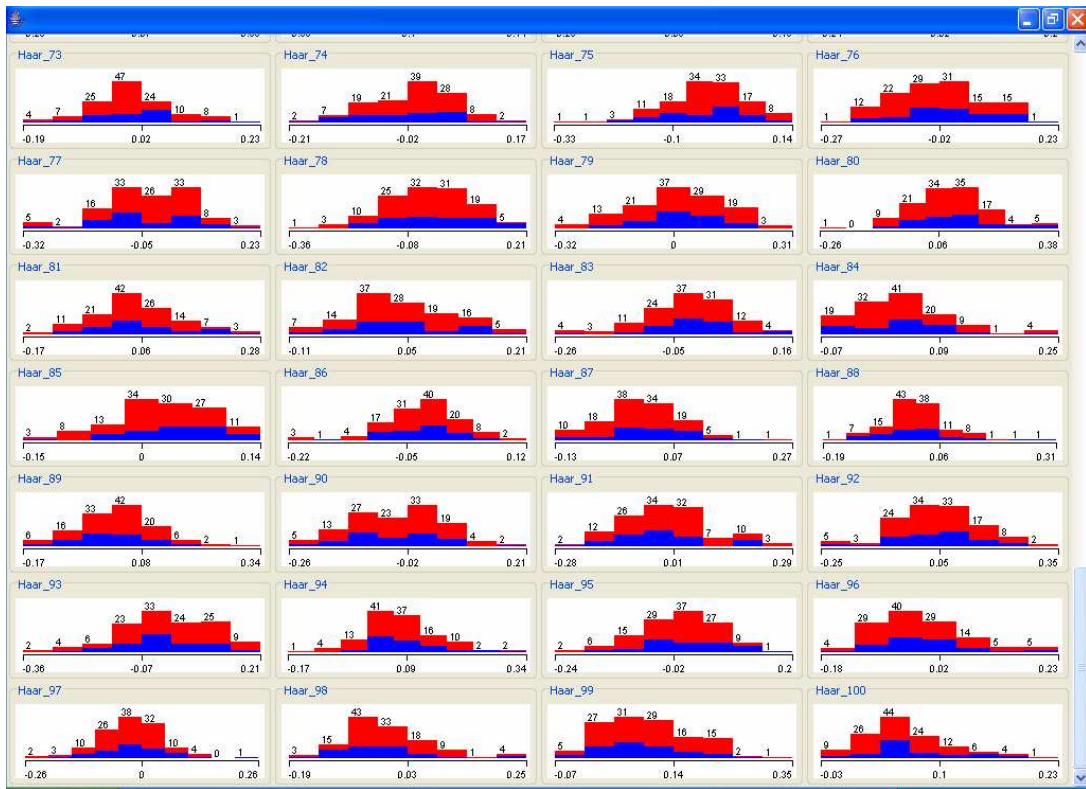 Haar_73 Haar_74 Haar_75 Haar_76
4 7 25 47 24 10 8 1 2 7 19 21 39 28 8 2 1 1 3 11 18 34 33 17 8 1 12 22 29 31 15 15 1
-0.19 0.02 0.23 -0.21 -0.02 0.17 -0.33 -0.1 0.14 -0.27 -0.02 0.23
Haar_77 Haar_78 Haar_79 Haar_80
5 2 16 33 26 33 8 3 1 3 10 25 32 31 19 5 4 13 21 37 29 19 3 1 0 9 21 34 35 17 4 5
-0.32 -0.05 0.23 -0.36 -0.08 0.21 -0.32 0 0.31 -0.26 0.06 0.38
Haar_81 Haar_82 Haar_83 Haar_84
2 11 21 42 26 14 7 3 7 14 37 28 19 16 5 4 3 11 24 37 31 12 4 19 32 41 20 9 1 4
-0.17 0.06 0.28 -0.11 0.05 0.21 -0.26 -0.05 0.16 -0.07 0.09 0.25
Haar_85 Haar_86 Haar_87 Haar_88
3 8 13 34 30 27 11 3 1 4 17 31 40 20 8 2 10 18 38 34 19 5 1 1 1 7 15 43 38 11 8 1 1 1
-0.15 0 0.14 -0.22 -0.05 0.12 -0.13 0.07 0.27 -0.19 0.06 0.31
Haar_89 Haar_90 Haar_91 Haar_92
6 16 33 42 20 6 2 1 5 13 27 23 33 19 4 2 2 12 26 34 32 7 10 3 5 3 24 34 33 17 8 2
-0.17 0.08 0.34 -0.26 -0.02 0.21 -0.28 0.01 0.29 -0.25 0.05 0.35
Haar_93 Haar_94 Haar_95 Haar_96
2 4 6 23 33 24 25 9 1 4 13 41 37 16 10 2 2 2 6 15 29 37 27 9 1 4 29 40 29 14 5 5
-0.36 -0.07 0.21 -0.17 0.09 0.34 -0.24 -0.02 0.2 -0.18 0.02 0.23
Haar_97 Haar_98 Haar_99 Haar_100
2 3 10 26 38 32 10 4 0 1 3 15 43 33 18 9 1 4 5 27 31 29 16 15 2 1 9 26 44 24 12 6 4 1
-0.26 0 0.26 -0.19 0.03 0.25 -0.07 0.14 0.35 -0.03 0.1 0.23